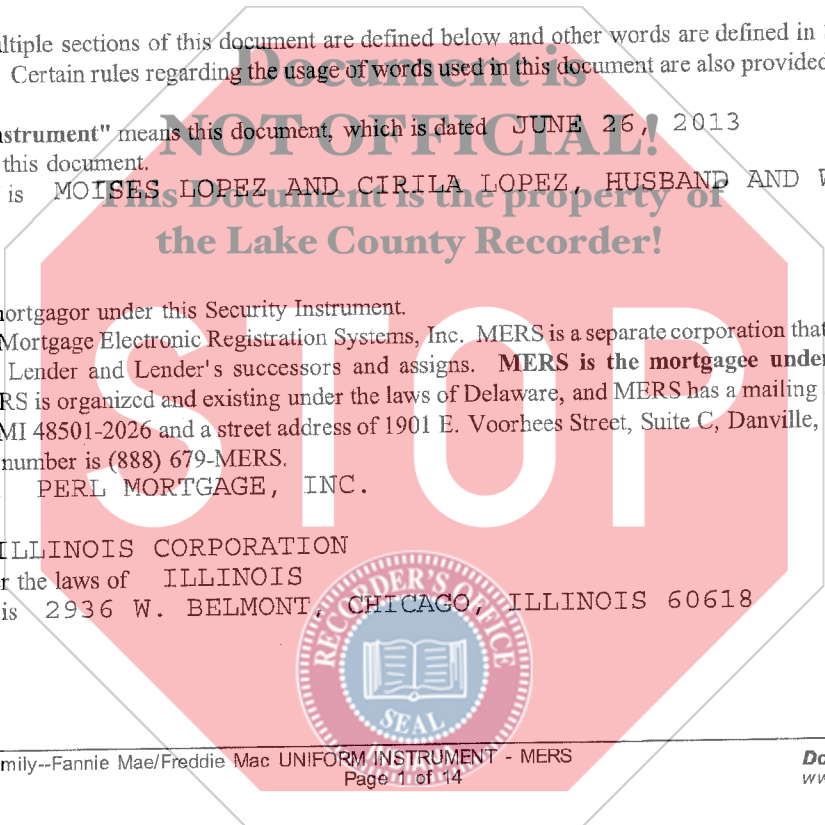 ltiple sections of this document are defined below and other words are defined in
Certain rules regarding the usage of words used in this document are also provided
Document is
nstrument" means this document, which is dated JUNE 26, 2013
NOT OFFICIAL!
this document.
is MOISES LOPEZ AND CIRILA LOPEZ, HUSBAND AND W
This Document is the property of
the Lake County Recorder!
mortgagor under this Security Instrument.
Mortgage Electronic Registration Systems, Inc. MERS is a separate corporation that
Lender and Lender's successors and assigns. MERS is the mortgagee under
RS is organized and existing under the laws of Delaware, and MERS has a mailing
MI 48501-2026 and a street address of 1901 E. Voorhees Street, Suite C, Danville,
number is (888) 679-MERS.
STOP
PERL MORTGAGE, INC.
ILLINOIS CORPORATION
r the laws of ILLINOIS
is 2936 W. BELMONT, CHICAGO, ILLINOIS 60618
RECORDER'S OFFICE
SEAL
INDIANA
mily--Fannie Mae/Freddie Mac UNIFORM INSTRUMENT - MERS
Page 1 of 14
Do
ww